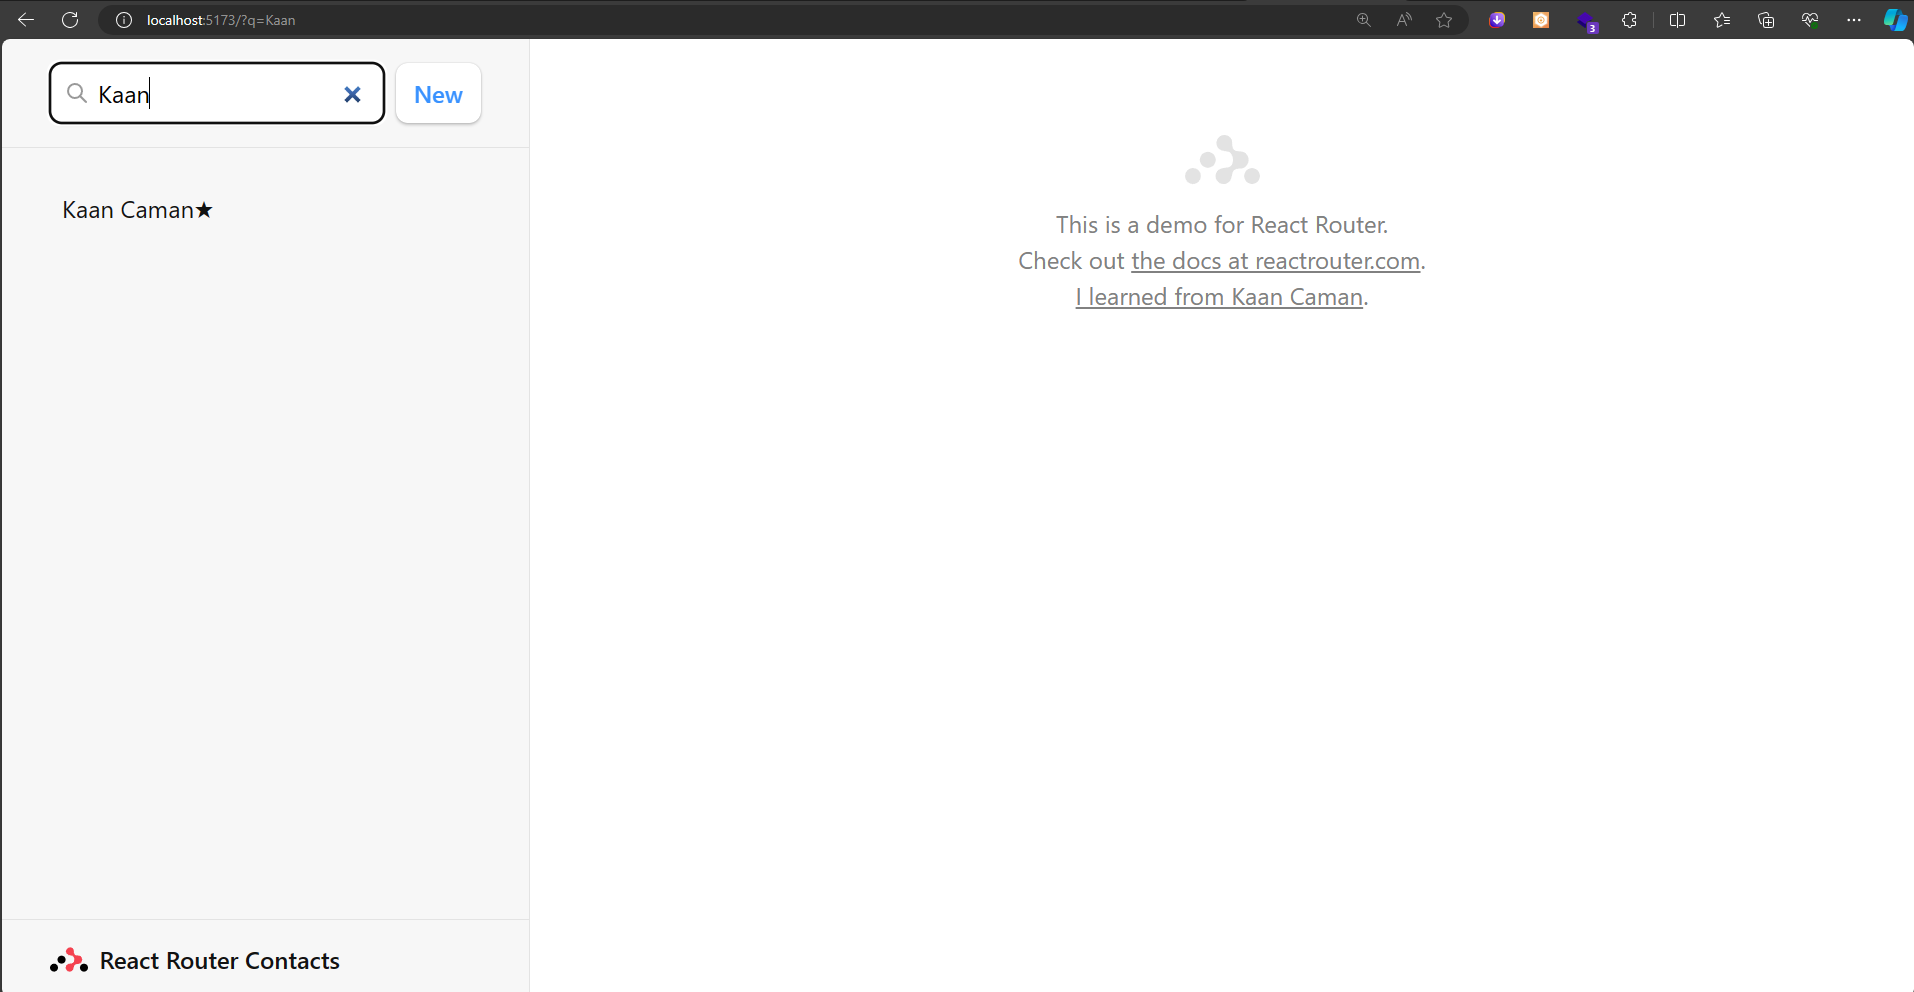 localhost:5173/?q=Kaan
3
Kaan
New
Kaan Caman★
This is a demo for React Router.
Check out the docs at reactrouter.com.
I learned from Kaan Caman.
React Router Contacts